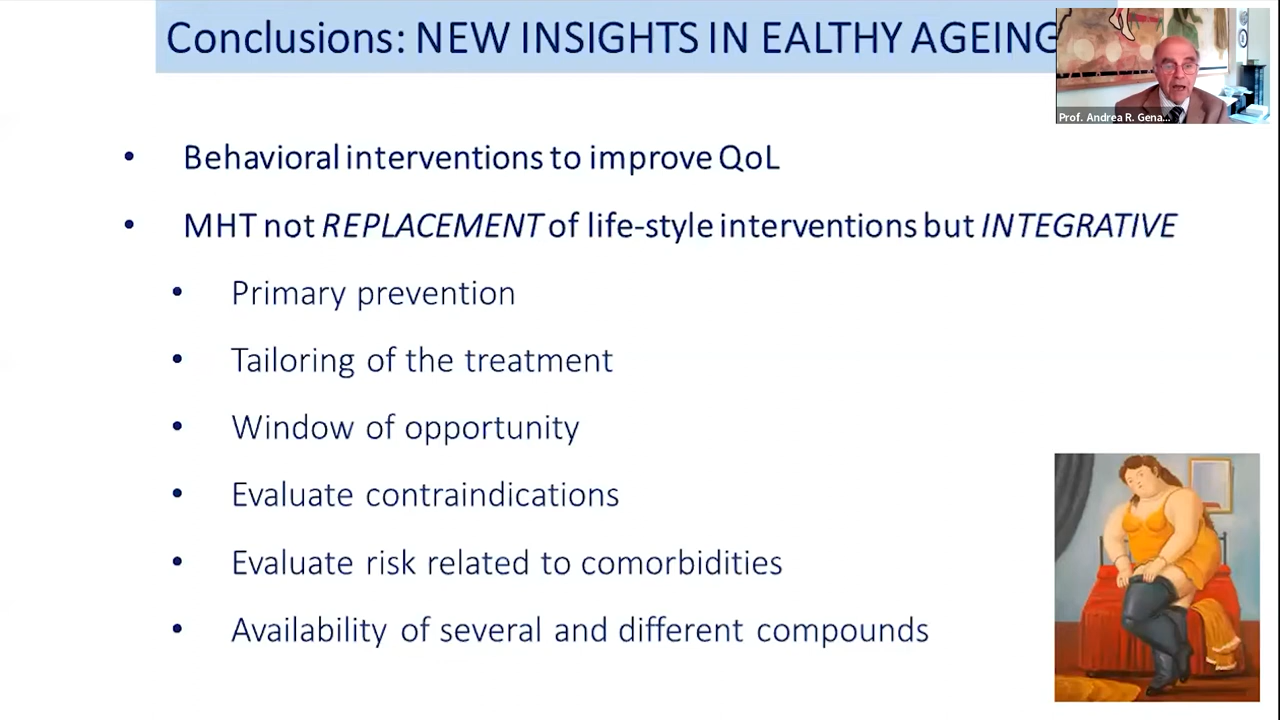 Conclusions: NEW INSIGHTS IN EALTHY AGEING
Prof. Andrea R. Gena...
• Behavioral interventions to improve QoL
• MHT not REPLACEMENT of life-style interventions but INTEGRATIVE
• Primary prevention
• Tailoring of the treatment
• Window of opportunity
• Evaluate contraindications
• Evaluate risk related to comorbidities
• Availability of several and different compounds